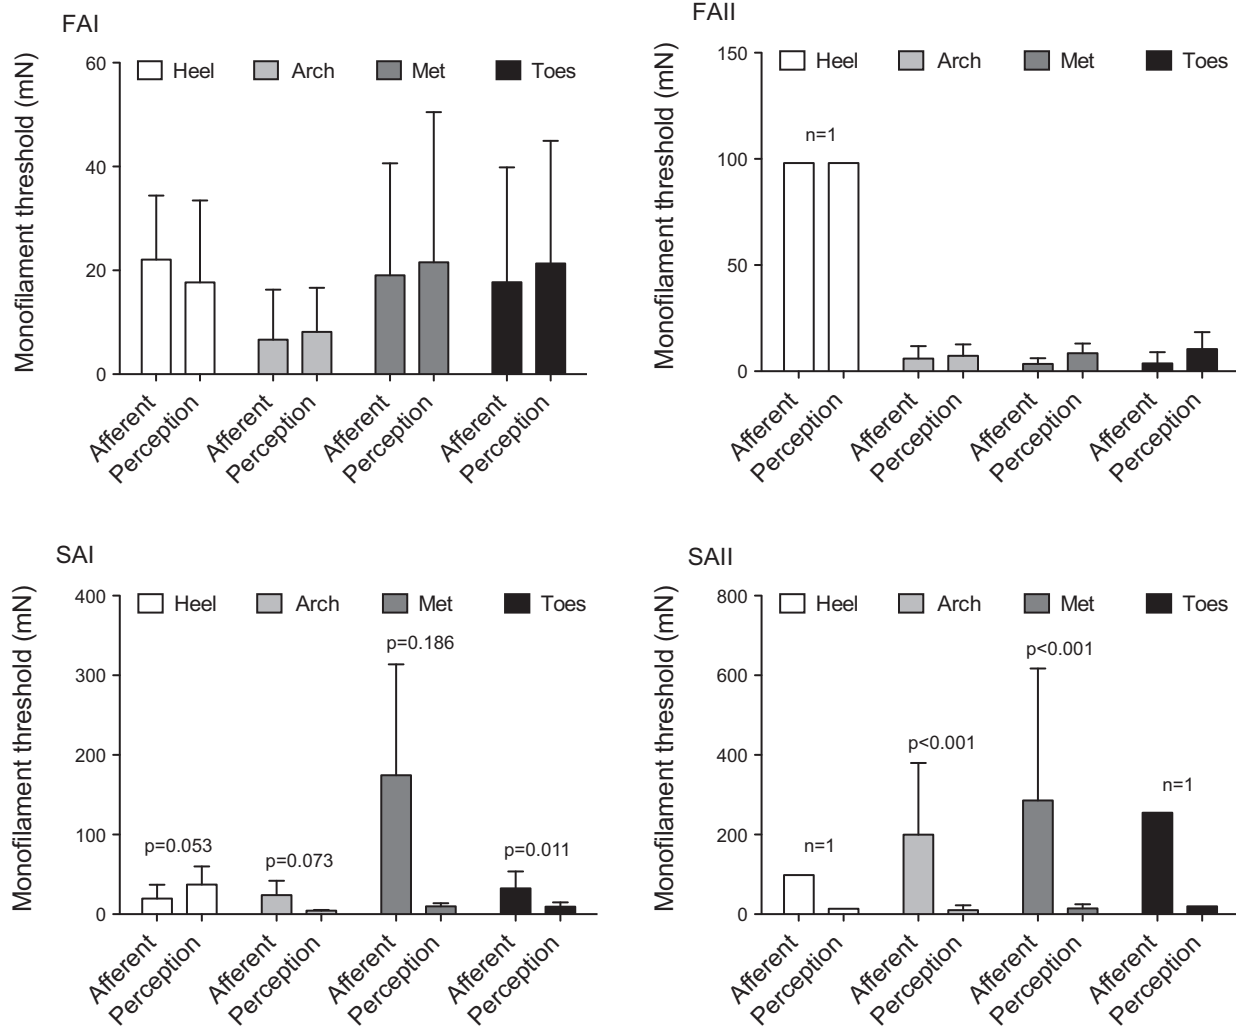 FAI
Monofilament threshold (mN)
Heel Arch Met Toes
60
40
20
0
Afferent Perception Afferent Perception Afferent Perception Afferent Perception
FAII
Monofilament threshold (mN)
Heel Arch Met Toes
150
100
50
0
n=1
Afferent Perception Afferent Perception Afferent Perception Afferent Perception
SAI
Monofilament threshold (mN)
Heel Arch Met Toes
400
300
200
100
0
p=0.053
p=0.073
p=0.186
p=0.011
Afferent Perception Afferent Perception Afferent Perception Afferent Perception
SAII
Monofilament threshold (mN)
Heel Arch Met Toes
800
600
400
200
0
n=1
p<0.001
p<0.001
n=1
Afferent Perception Afferent Perception Afferent Perception Afferent Perception